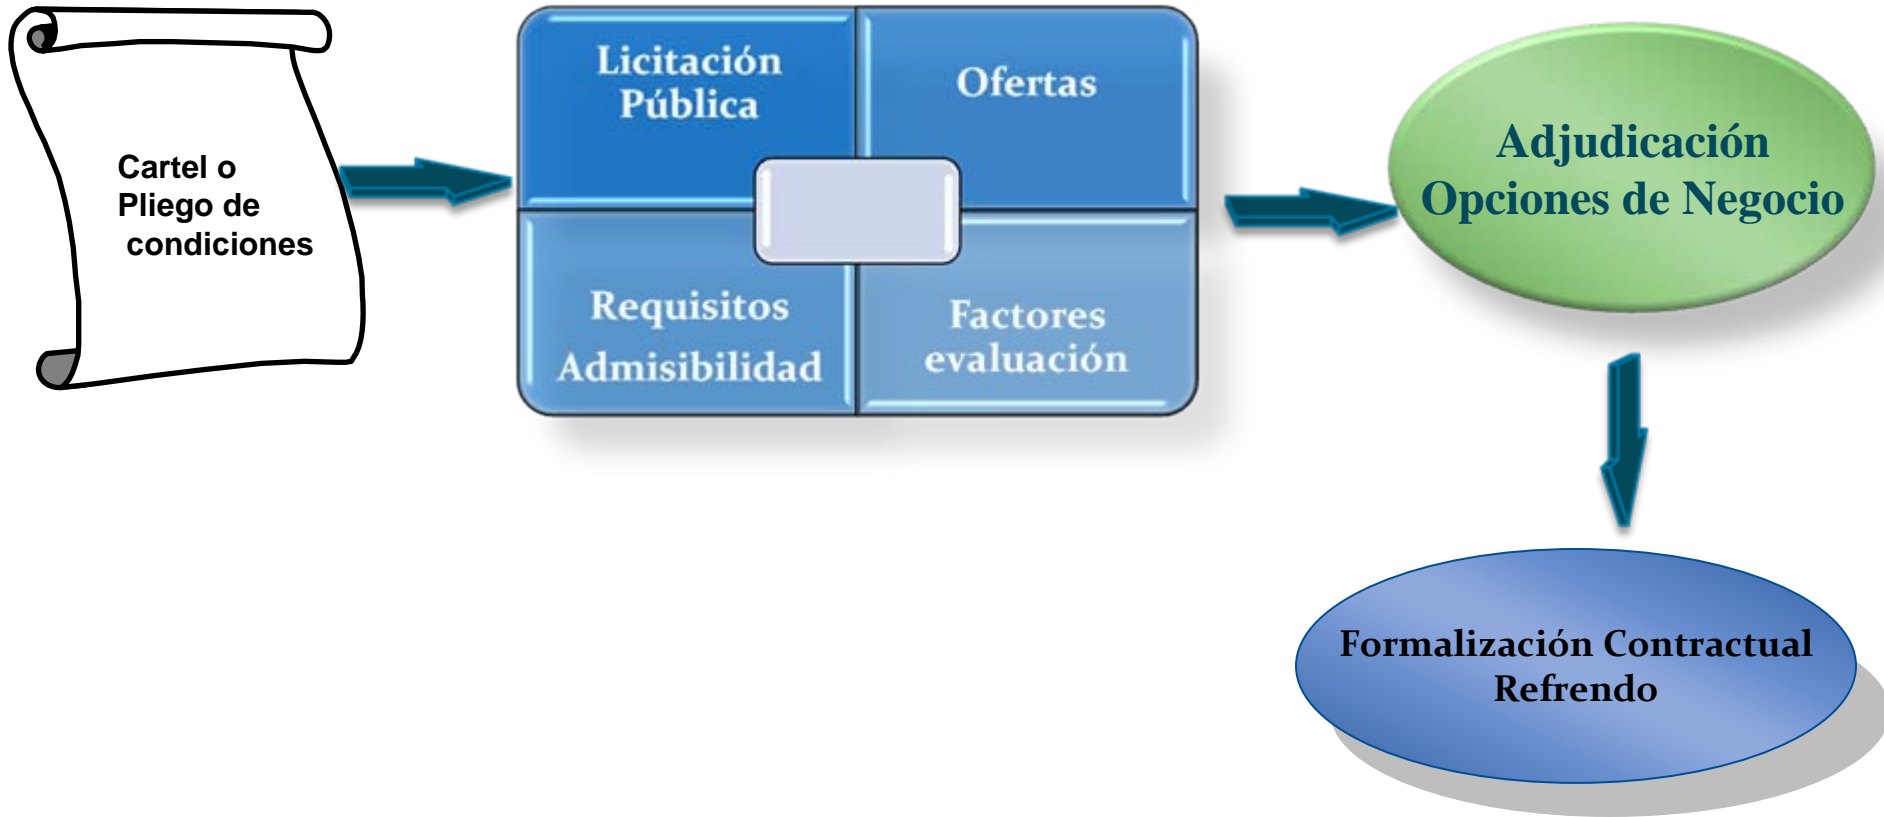 Cartel o
Pliego de
condiciones
Licitación
Pública
Ofertas
Requisitos
Admisibilidad
Factores
evaluación
Adjudicación
Opciones de Negocio
Formalización Contractual
Refrendo